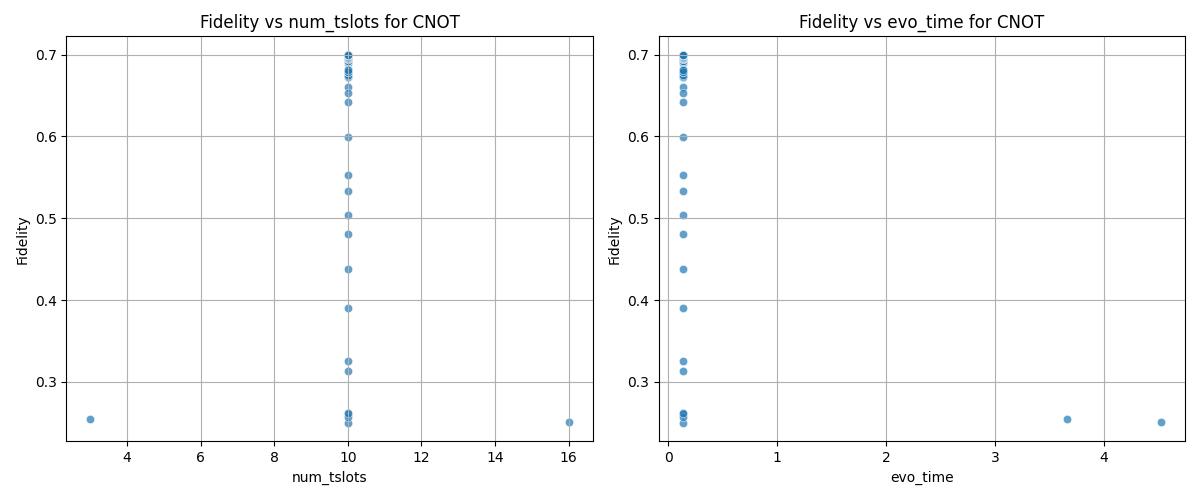 Fidelity vs num_tslots for CNOT
0.7
0.6
0.5
0.4
0.3
Fidelity
4 6 8 10 12 14 16
num_tslots
Fidelity vs evo_time for CNOT
0.7
0.6
0.5
0.4
0.3
Fidelity
0 1 2 3 4
evo_time